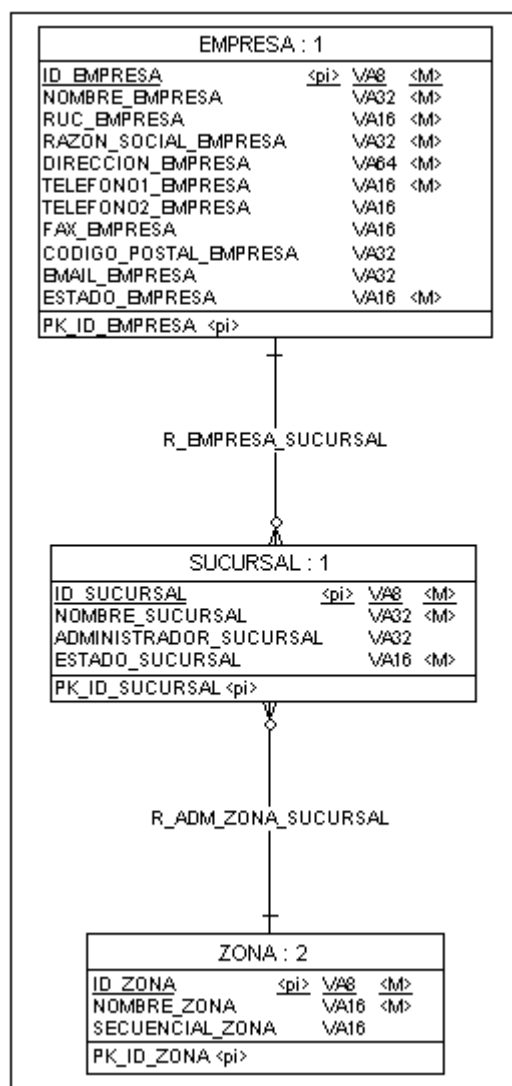 EMPRESA : 1
ID_EMPRESA <pi> VA8 <M>
NOMBRE_EMPRESA VA32 <M>
RUC_EMPRESA VA16 <M>
RAZON_SOCIAL_EMPRESA VA32 <M>
DIRECCION_EMPRESA VA64 <M>
TELEFONO1_EMPRESA VA16 <M>
TELEFONO2_EMPRESA VA16
FAX_EMPRESA VA16
CODIGO_POSTAL_EMPRESA VA32
EMAIL_EMPRESA VA32
ESTADO_EMPRESA VA16 <M>
PK_ID_EMPRESA <pi>
R_EMPRESA_SUCURSAL
SUCURSAL : 1
ID_SUCURSAL <pi> VA8 <M>
NOMBRE_SUCURSAL VA32 <M>
ADMINISTRADOR_SUCURSAL VA32
ESTADO_SUCURSAL VA16 <M>
PK_ID_SUCURSAL <pi>
R_ADM_ZONA_SUCURSAL
ZONA : 2
ID_ZONA <pi> VA8 <M>
NOMBRE_ZONA VA16 <M>
SECUENCIAL_ZONA VA16
PK_ID_ZONA <pi>